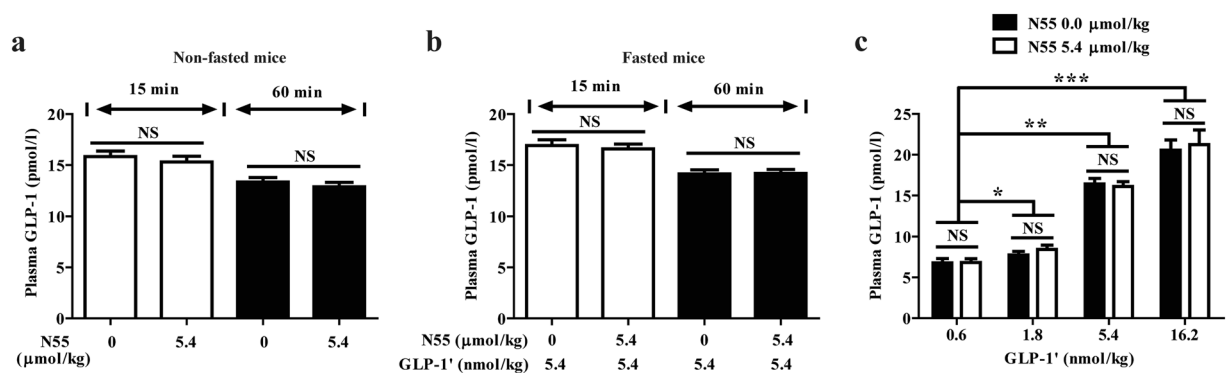 a
Non-fasted mice
15 min
60 min
NS
NS
Plasma GLP-1 (pmol/l)
20
15
10
5
0
N55
(μmol/kg)
0 5.4 0 5.4
b
Fasted mice
15 min
60 min
NS
NS
Plasma GLP-1 (pmol/l)
20
15
10
5
0
N55 (μmol/kg) 0 5.4 0 5.4
GLP-1' (nmol/kg) 5.4 5.4 5.4 5.4
c
N55 0.0 μmol/kg
N55 5.4 μmol/kg
***
**
*
NS
NS
NS
NS
Plasma GLP-1 (pmol/l)
25
20
15
10
5
0
0.6 1.8 5.4 16.2
GLP-1' (nmol/kg)